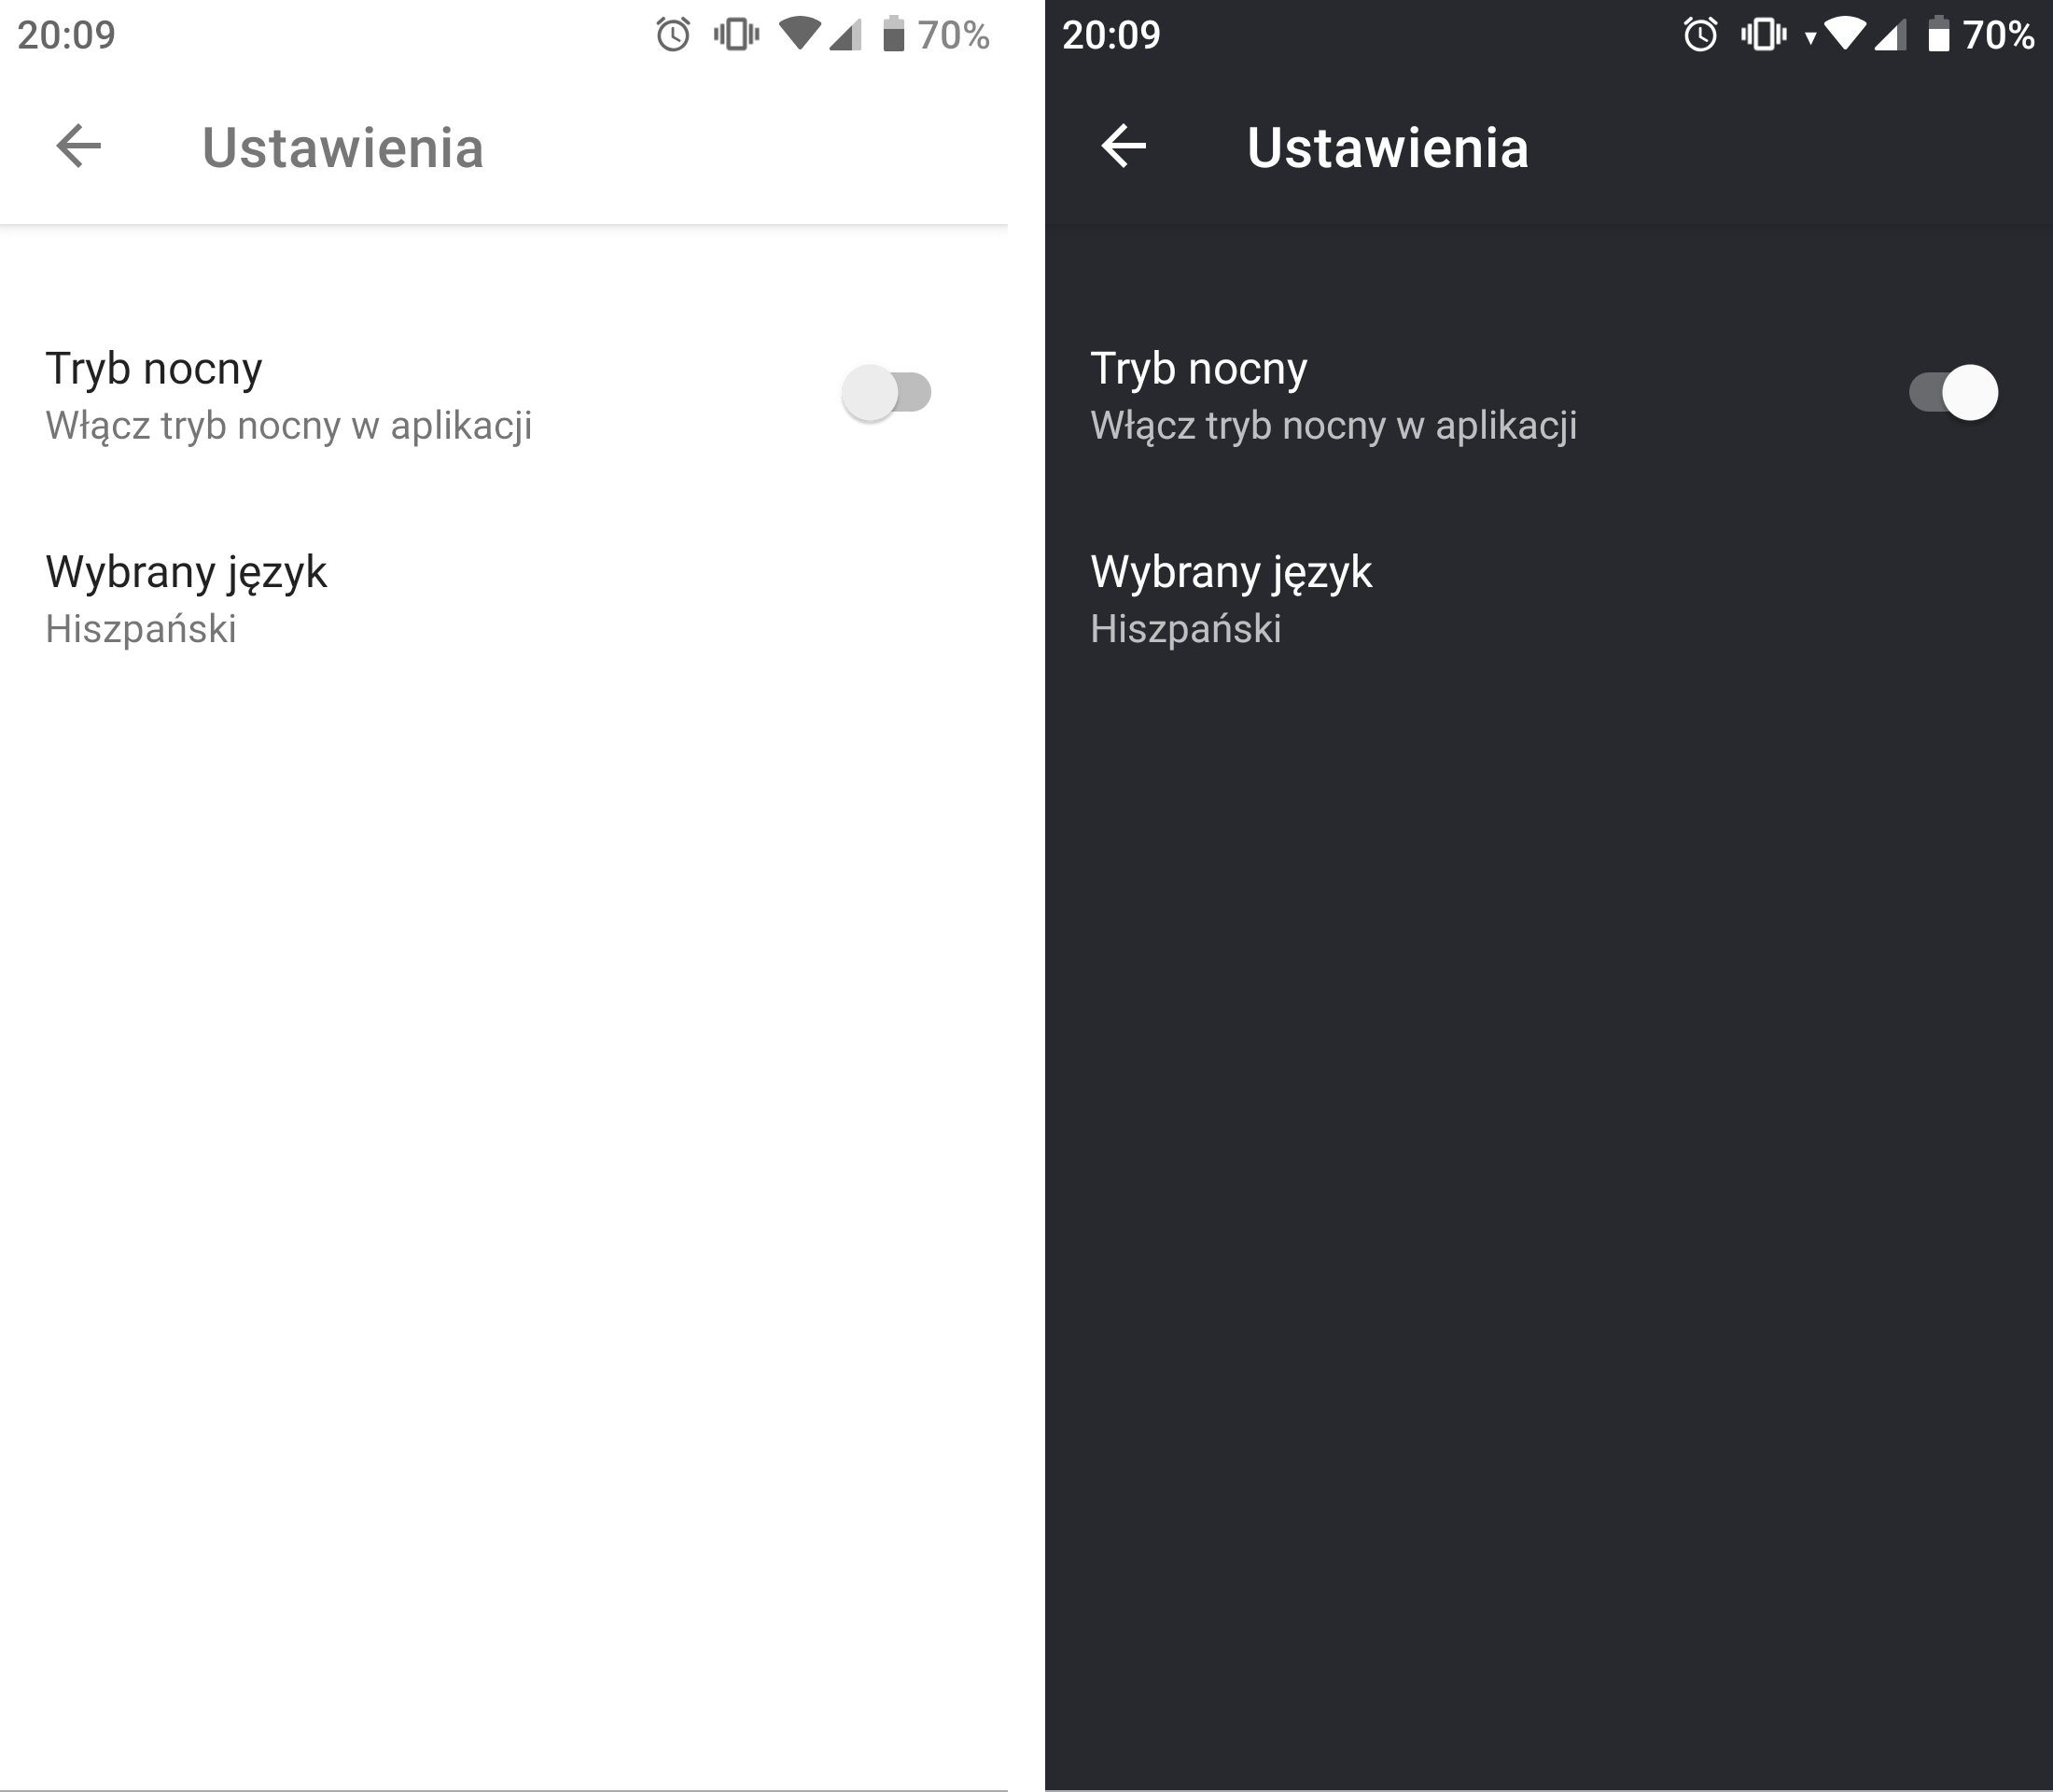 20:09
70%
Ustawienia
Tryb nocny
Włącz tryb nocny w aplikacji
Wybrany język
Hiszpański
20:09
70%
Ustawienia
Tryb nocny
Włącz tryb nocny w aplikacji
Wybrany język
Hiszpański